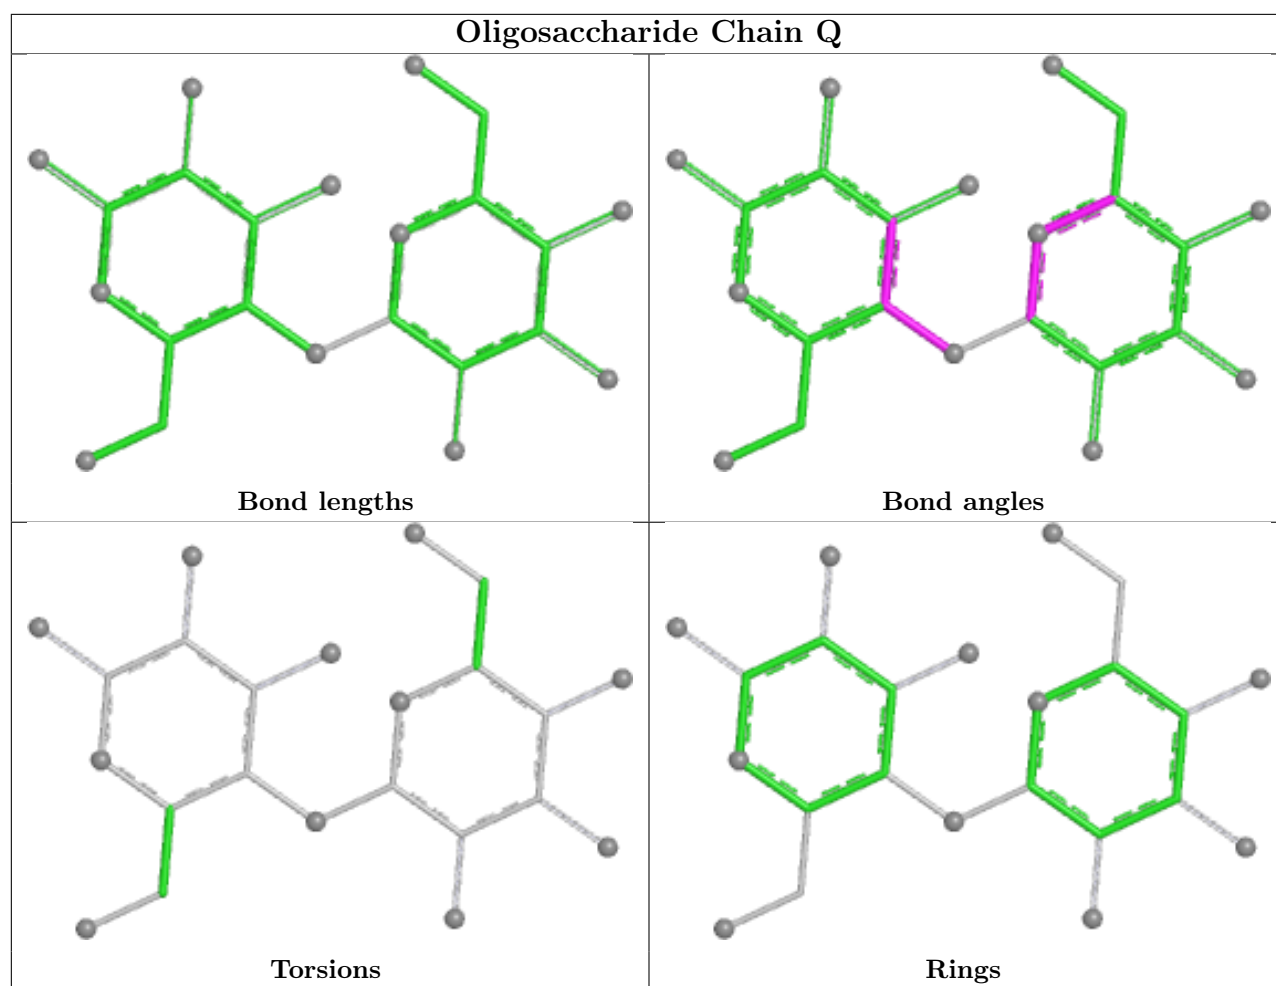 Oligosaccharide Chain Q
Bond lengths
Bond angles
Torsions
Rings